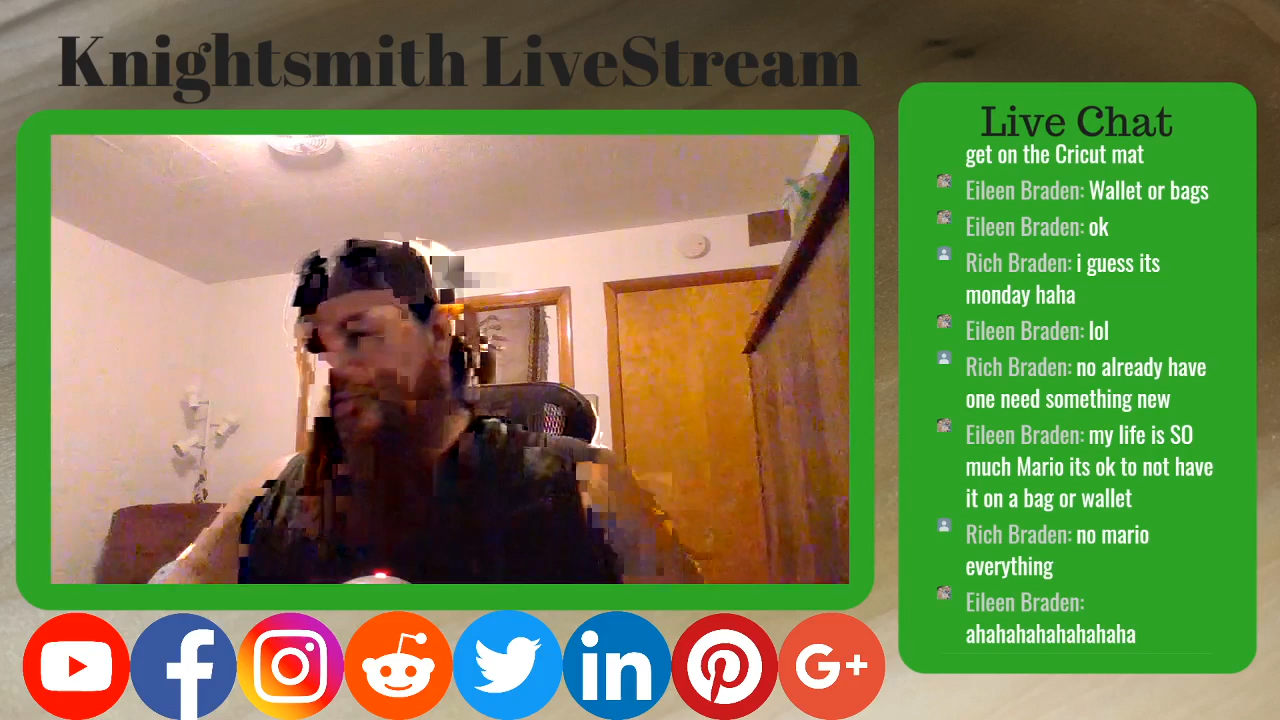 Knightsmith LiveStream
Live Chat
get on the Cricut mat
Eileen Braden: Wallet or bags
Eileen Braden: ok
Rich Braden: i guess its
monday haha
Eileen Braden: lol
Rich Braden: no already have
one need something new
Eileen Braden: my life is SO
much Mario its ok to not have
it on a bag or wallet
Rich Braden: no mario
everything
Eileen Braden:
ahahahahahahahaha
in
G+